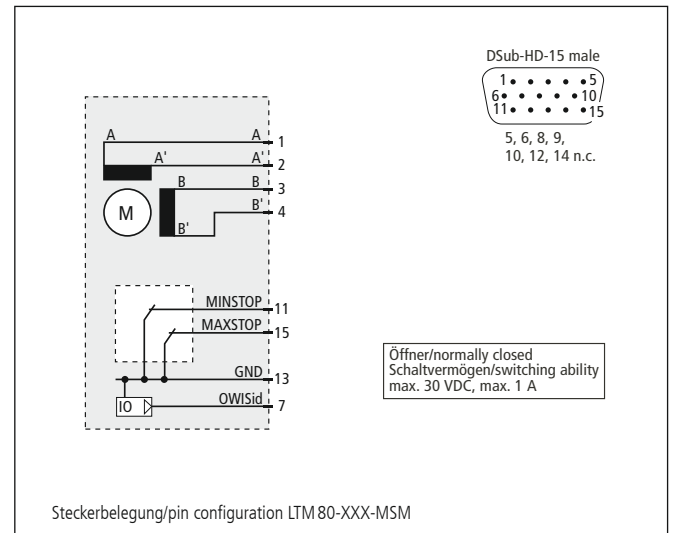 DSub-HD-15 male
1 5
6 10
11 15
5, 6, 8, 9,
10, 12, 14 n.c.
A A 1
A' A' 2
B B 3
M B' 4
B'
MINSTOP 11
MAXSTOP 15
GND 13
IO OWISid 7
Öffner/normally closed
Schaltvermögen/switching ability
max. 30 VDC, max. 1 A
Steckerbelegung/pin configuration LTM 80-XXX-MSM